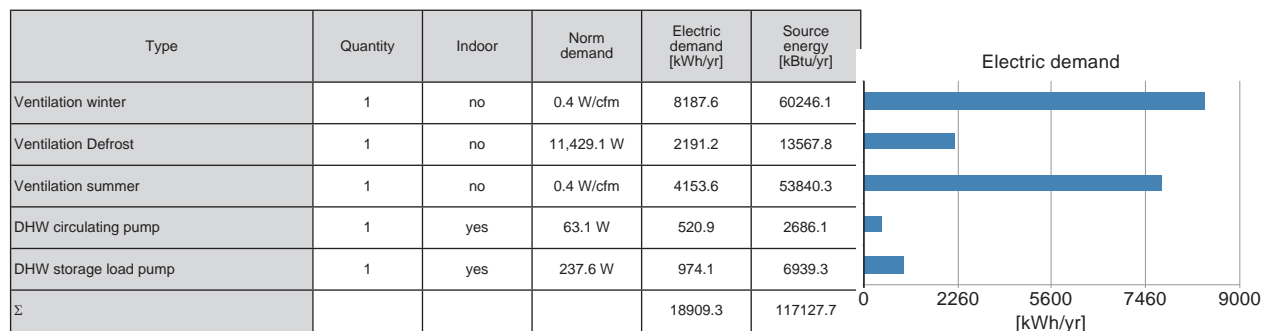 Type Quantity Indoor Norm demand Electric demand [kWh/yr] Source energy [kBtu/yr]
Ventilation winter 1 no 0.4 W/cfm 8187.6 60246.1
Ventilation Defrost 1 no 11,429.1 W 2191.2 13567.8
Ventilation summer 1 no 0.4 W/cfm 4153.6 53840.3
DHW circulating pump 1 yes 63.1 W 520.9 2686.1
DHW storage load pump 1 yes 237.6 W 974.1 6939.3
Σ 18909.3 117127.7
Electric demand
0 2260 5600 7460 9000
[kWh/yr]